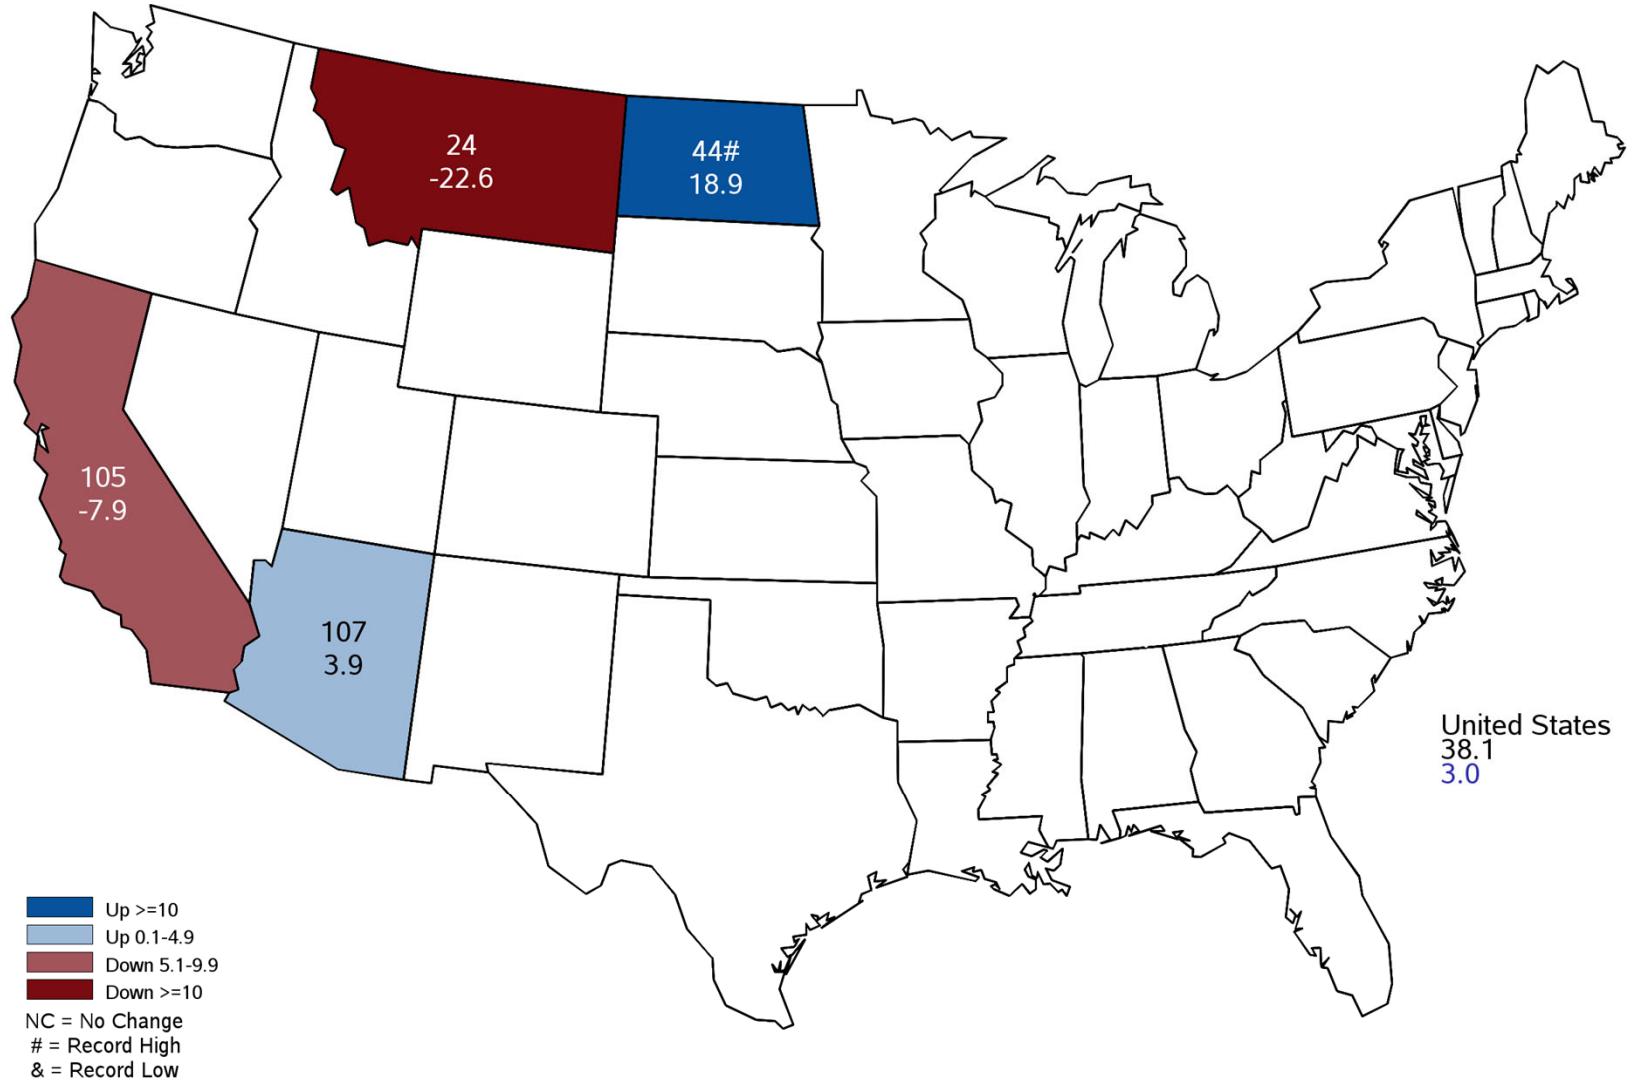 24
-22.6
44#
18.9
105
-7.9
107
3.9
United States
38.1
3.0
Up >=10
Up 0.1-4.9
Down 5.1-9.9
Down >=10
NC = No Change
# = Record High
& = Record Low